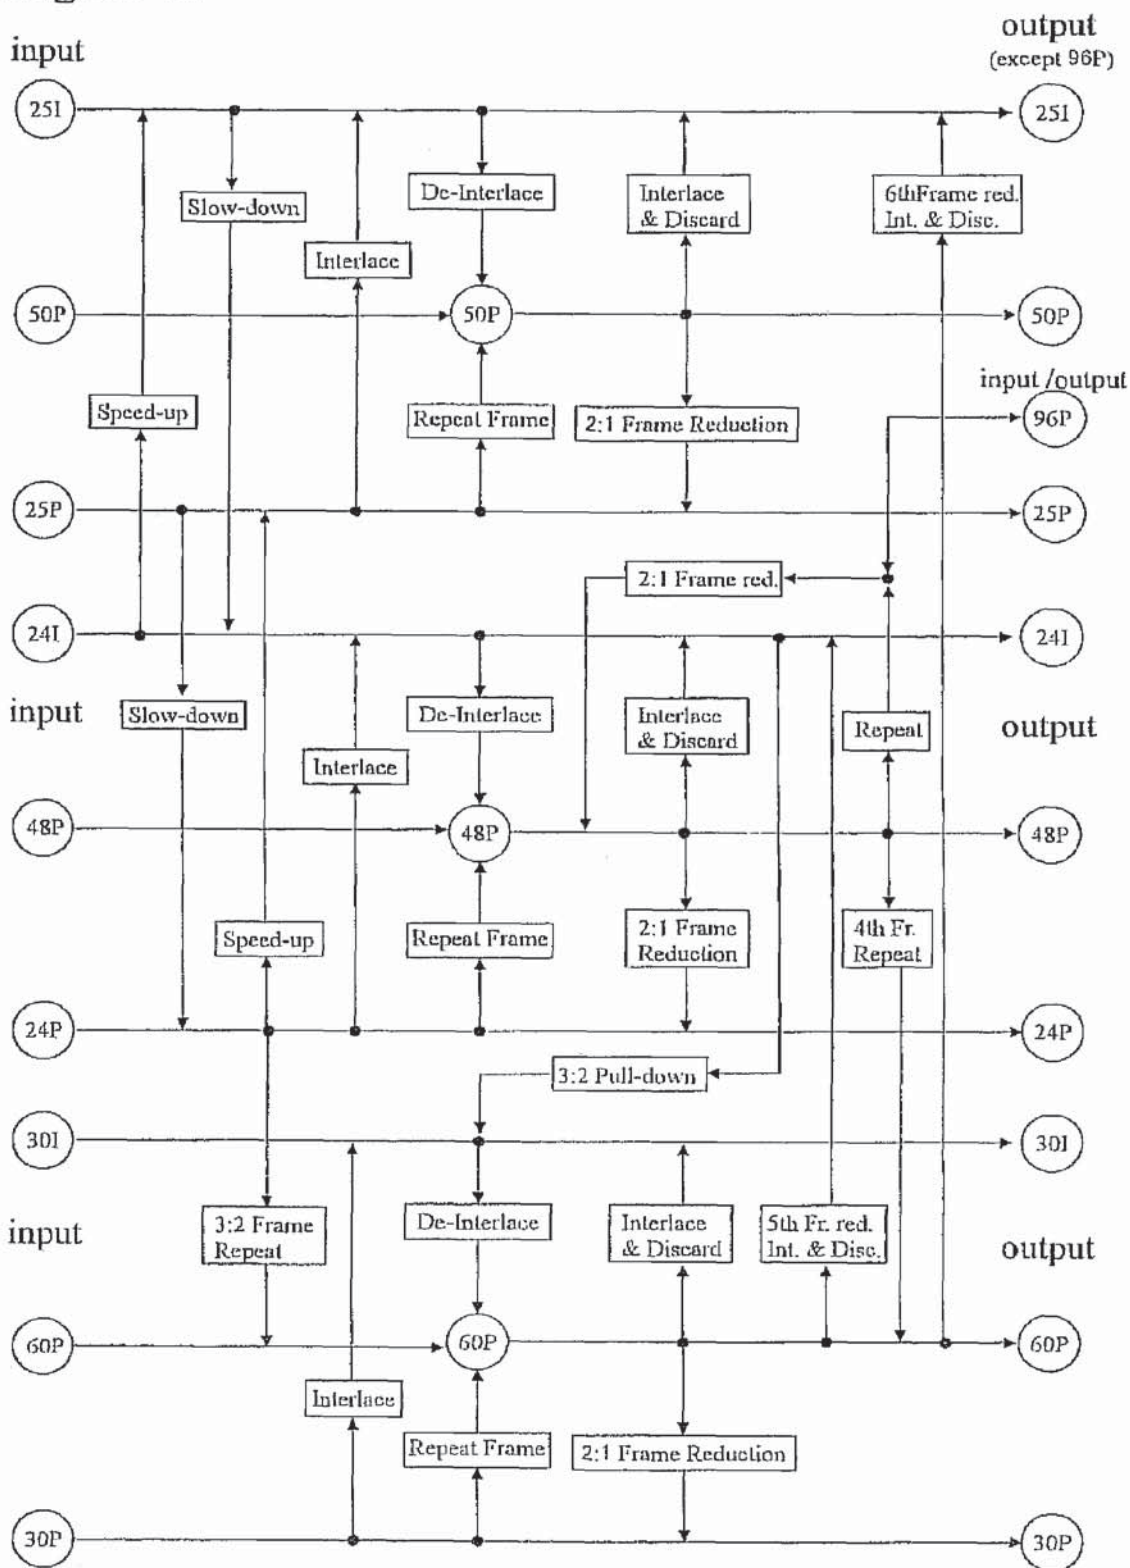 output
input
(except 96P)
25I
25I
De-Interlace
Interlace
& Discard
6thFrame red.
Int. & Disc.
Slow-down
Interlace
50P
50P
50P
input /output
Speed-up
Repeat Frame
2:1 Frame Reduction
96P
25P
25P
2:1 Frame red.
24I
24I
input
Slow-down
De-Interlace
Interlace
& Discard
Repeat
output
Interlace
48P
48P
48P
Speed-up
Repeat Frame
2:1 Frame
Reduction
4th Fr.
Repeat
24P
24P
3:2 Pull-down
30I
30I
input
3:2 Frame
Repeat
De-Interlace
Interlace
& Discard
5th Fr. red.
Int. & Disc.
output
60P
60P
60P
Interlace
Repeat Frame
2:1 Frame Reduction
30P
30P